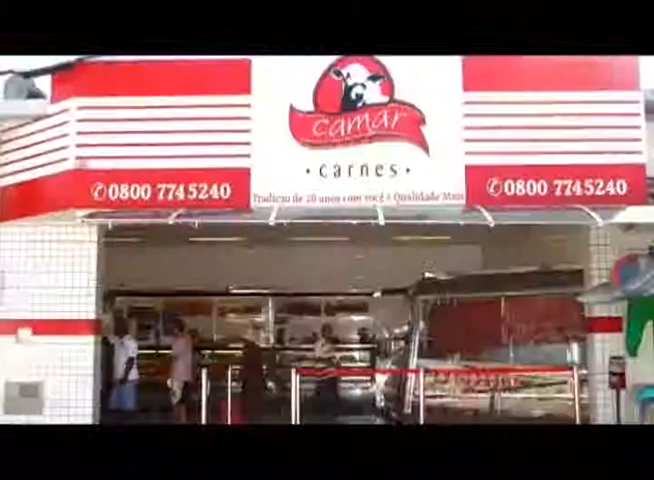 camar
• carnes •
0800 7745240
0800 7745240
Tradição de 20 anos com você : Qualidade Mais